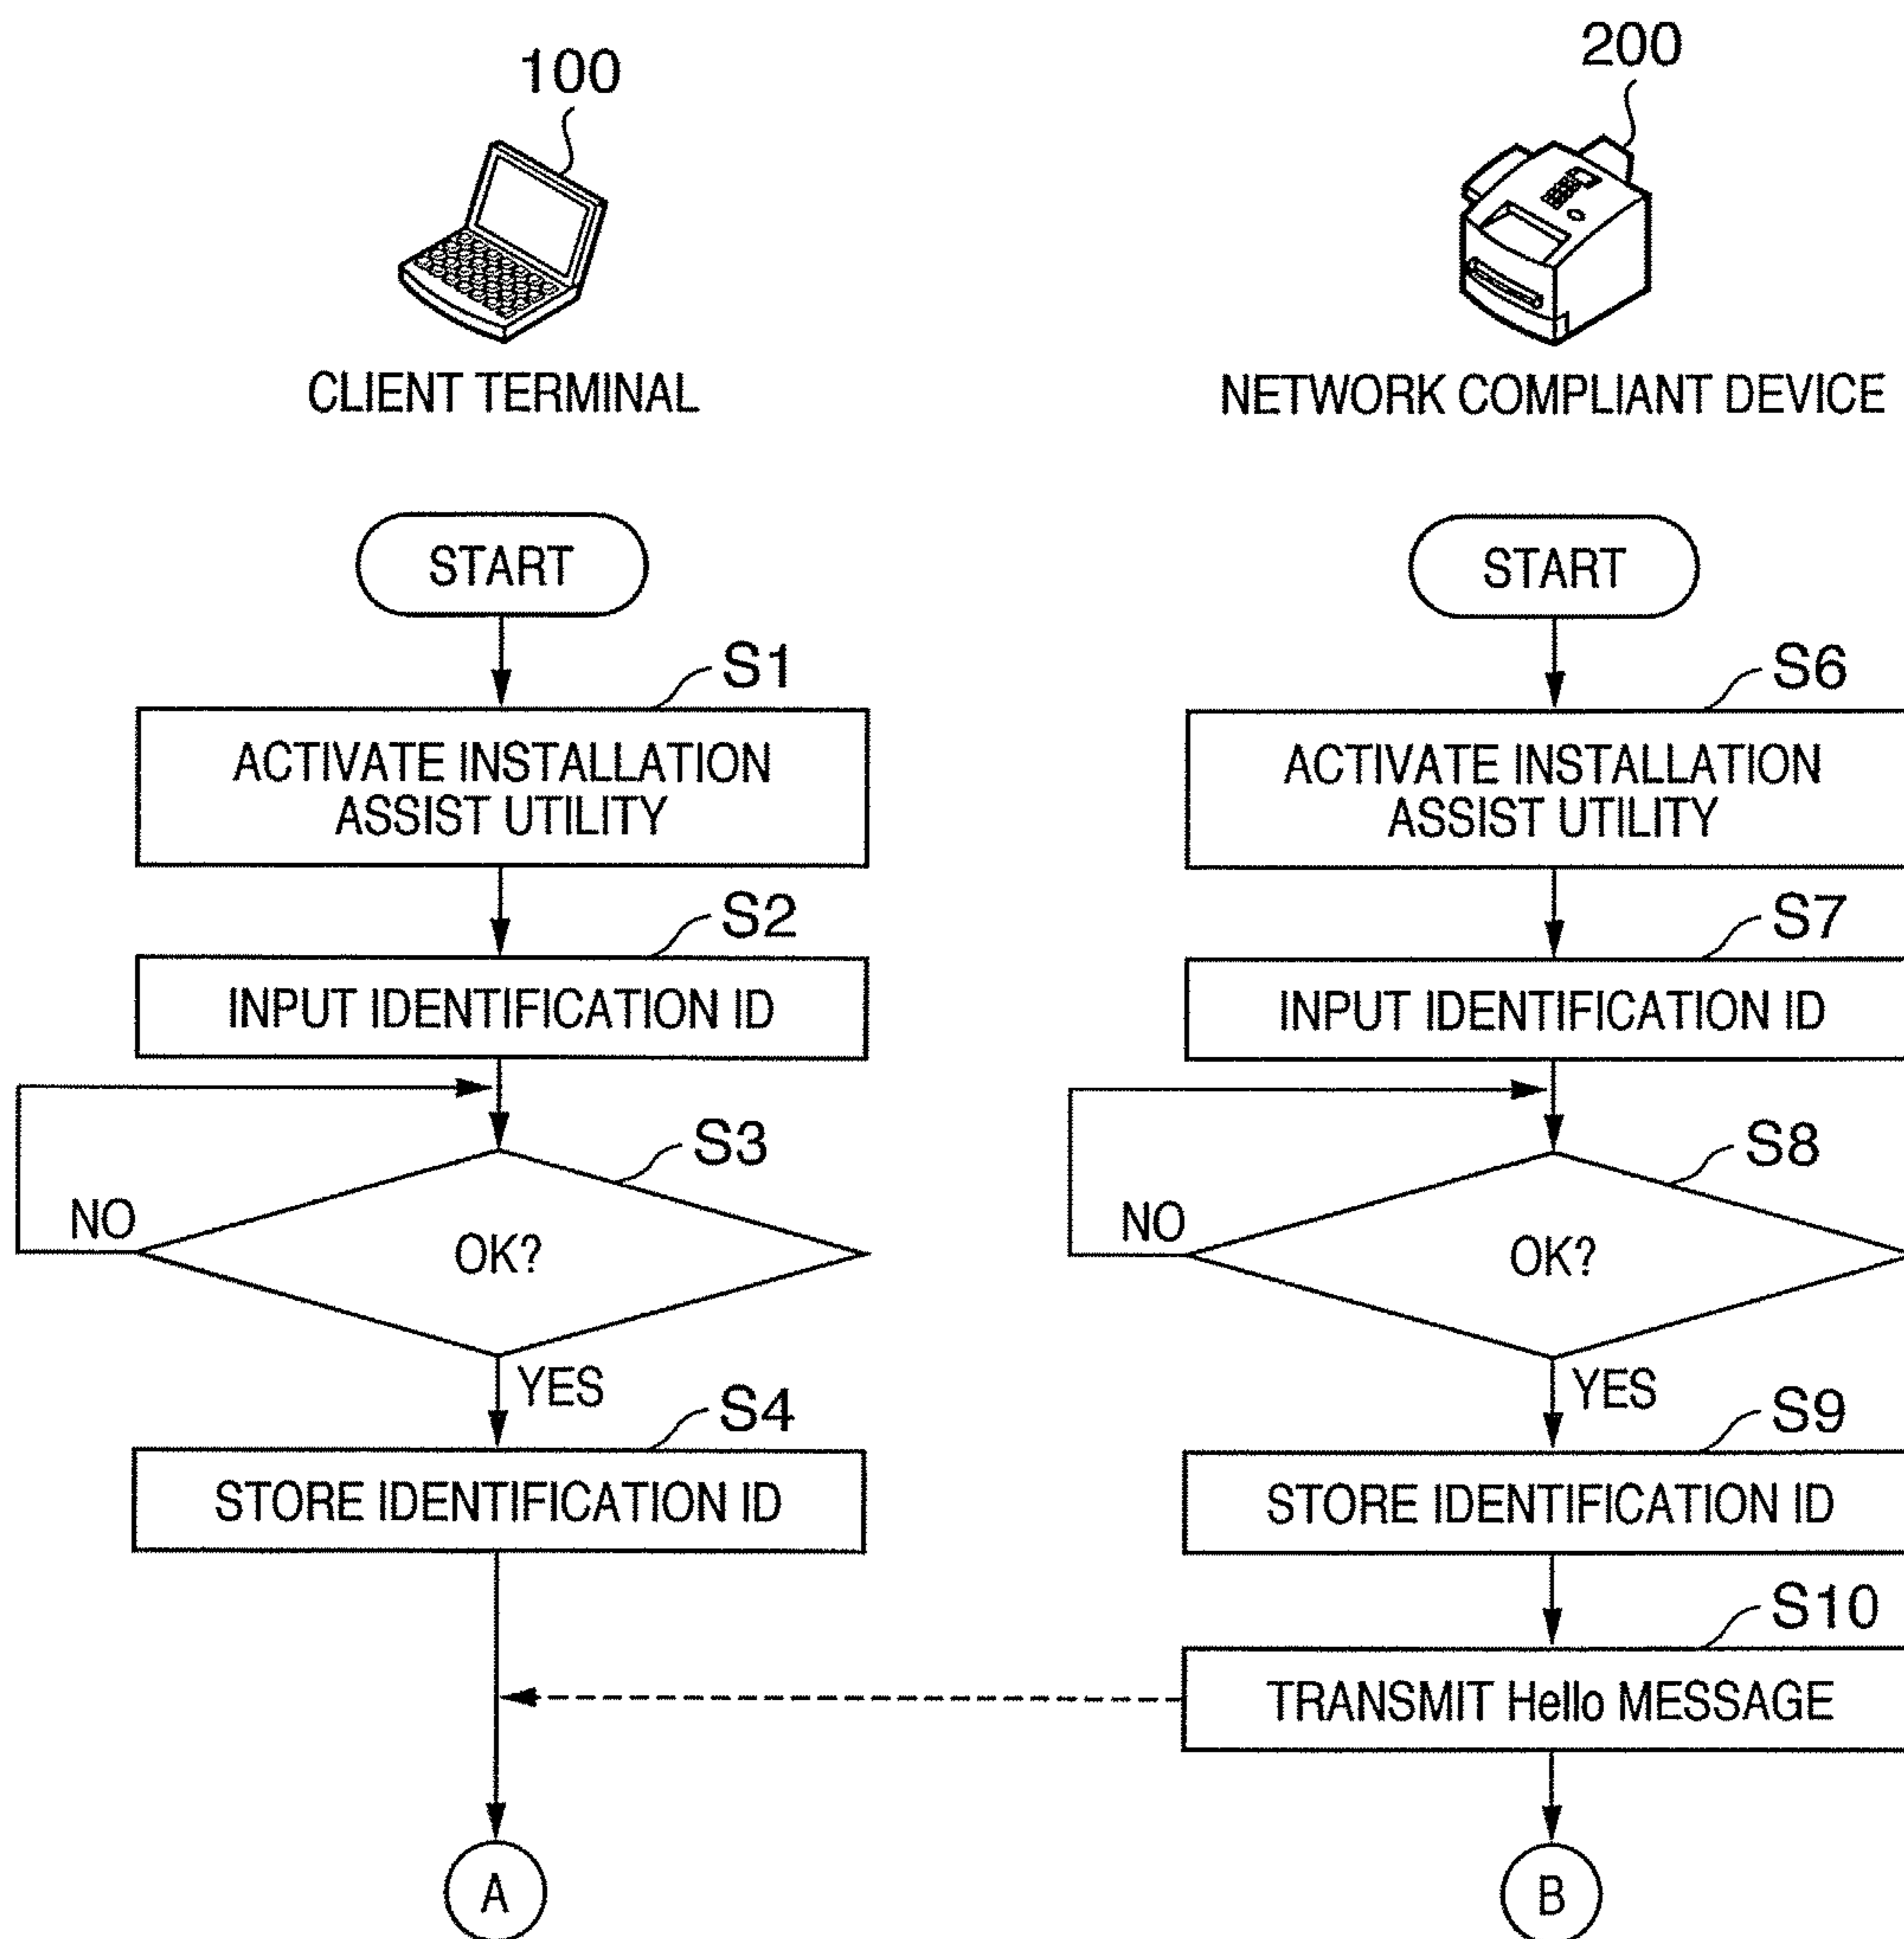 100
200
CLIENT TERMINAL
NETWORK COMPLIANT DEVICE
START
S1
ACTIVATE INSTALLATION
ASSIST UTILITY
S2
INPUT IDENTIFICATION ID
S3
NO
OK?
YES
S4
STORE IDENTIFICATION ID
A
START
S6
ACTIVATE INSTALLATION
ASSIST UTILITY
S7
INPUT IDENTIFICATION ID
S8
NO
OK?
YES
S9
STORE IDENTIFICATION ID
S10
TRANSMIT Hello MESSAGE
B